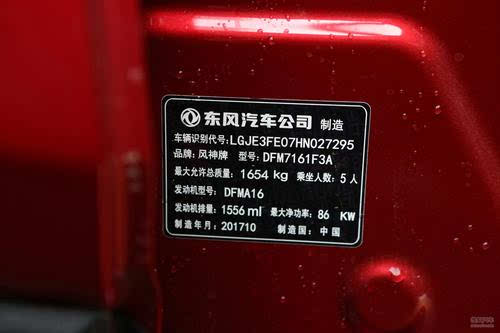 东风汽车公司 制造
车辆识别代号: LGJE3FE07HN027295
品牌: 风神牌 型号: DFM7161F3A
最大允许总质量: 1654 kg 乘坐人数: 5 人
发动机型号: DFMA16
发动机排量: 1556 ml 最大净功率: 86 KW
制造年月: 201710 制造国: 中国